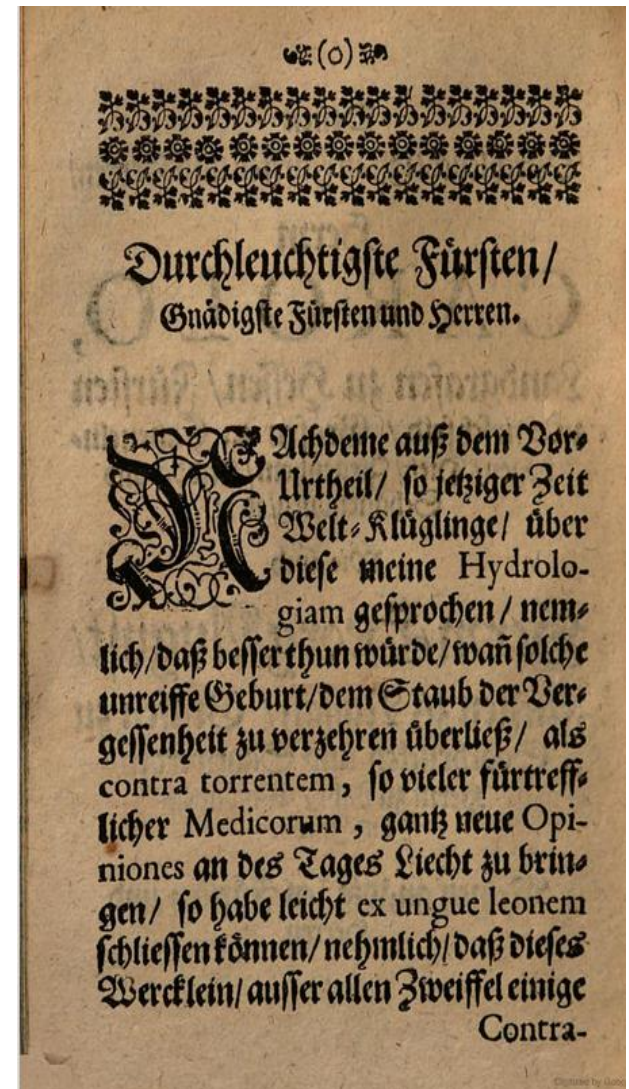 (o)
Durchleuchtigste Fürsten/
Gnädigste Fürsten und Herren.
NAchdeme auß dem Vor-
Urtheil/ so jetziger Zeit
Welt-Klüglinge/ über
diese meine Hydrolo-
giam gesprochen/ nem-
lich/daß besser thun würde/wañ solche
unreiffe Geburt/dem Staub der Ver-
gessenheit zu verzehren überließ/ als
contra torrentem, so vieler fürtreff-
licher Medicorum, gantz neue Opi-
niones an des Tages Liecht zu brin-
gen/ so habe leicht ex ungue leonem
schliessen können/nehmlich/daß dieses
Wercklein/ausser allen Zweiffel einige
Contra-